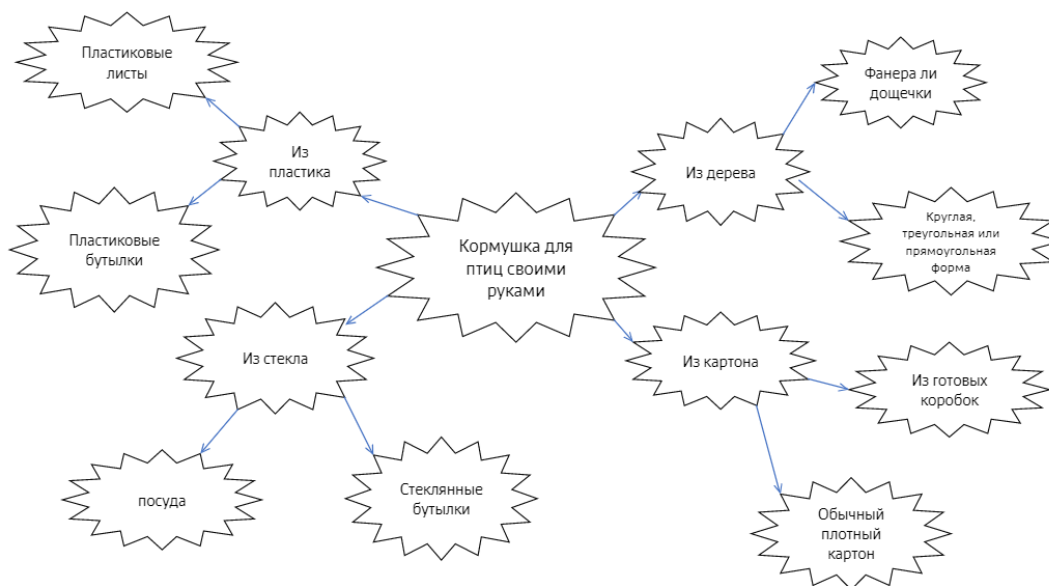 Пластиковые
листы
Из
пластика
Пластиковые
бутылки
Кормушка для
птиц своими
руками
Из дерева
Фанера ли
дощечки
Круглая,
треугольная или
прямоугольная
форма
Из стекла
посуда
Стеклянные
бутылки
Из картона
Из готовых
коробок
Обычный
плотный
картон